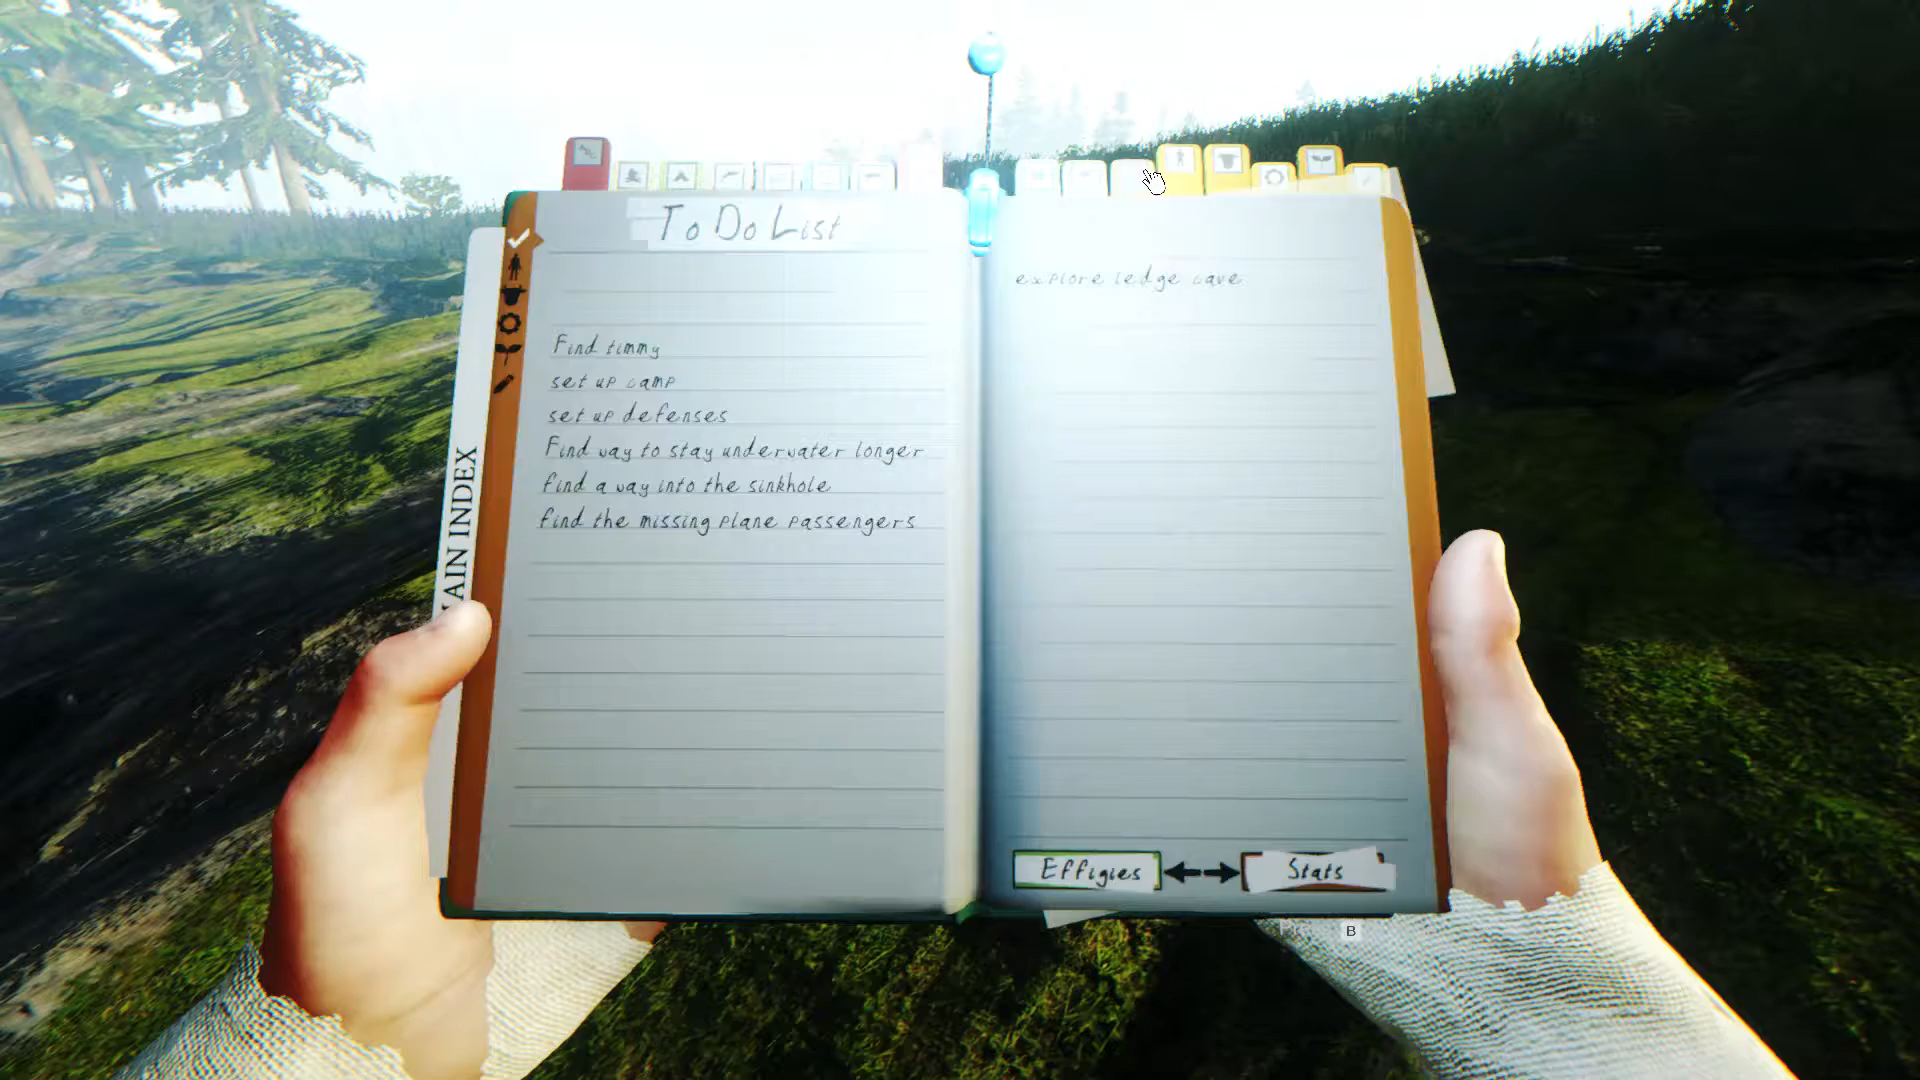 To Do List
Find timmy
set up camp
set up defenses
Find way to stay underwater longer
find a way into the sinkhole
find the missing plane passengers
explore ledge cave
Effigies
Stats
AIN INDEX
B